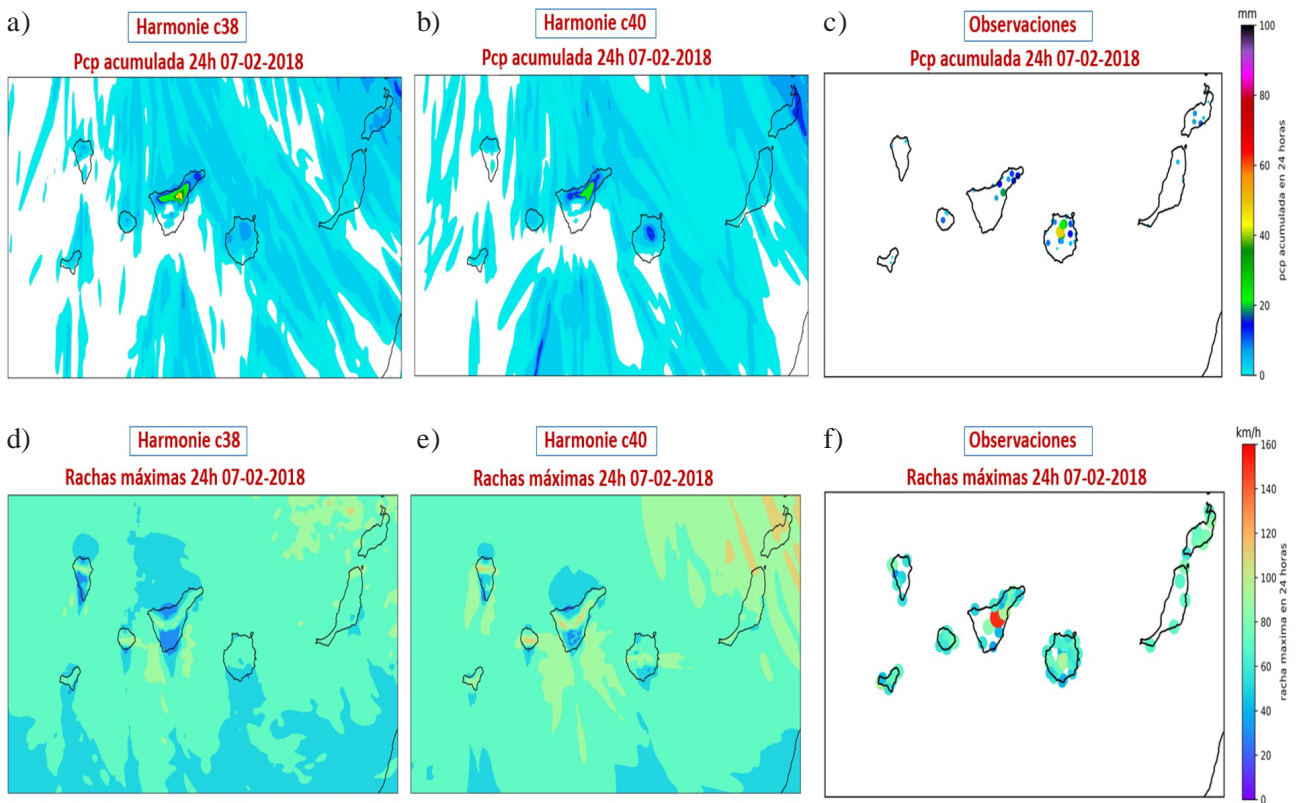 a)
Harmonie c38
Pcp acumulada 24h 07-02-2018
b)
Harmonie c40
Pcp acumulada 24h 07-02-2018
c)
Observaciones
Pcp acumulada 24h 07-02-2018
mm
100
80
60
40
20
0
pcp acumulada en 24 horas
d)
Harmonie c38
Rachas máximas 24h 07-02-2018
e)
Harmonie c40
Rachas máximas 24h 07-02-2018
f)
Observaciones
Rachas máximas 24h 07-02-2018
km/h
160
140
120
100
80
60
40
20
0
racha maxima en 24 horas